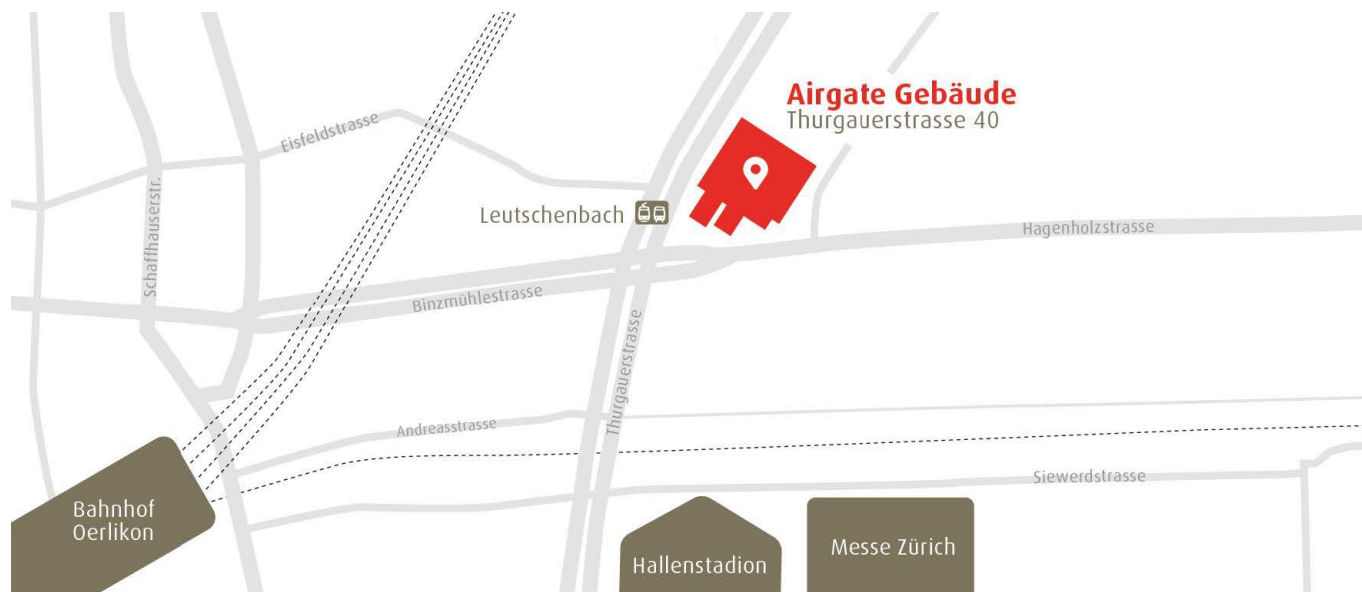 Airgate Gebäude
Thurgauerstrasse 40
Eisfeldstrasse
Schaffhauserstr.
Leutschenbach
Hagenholzstrasse
Binzmühlestrasse
Thurgauerstrasse
Andreasstrasse
Siewerdstrasse
Bahnhof
Oerlikon
Hallenstadion
Messe Zürich